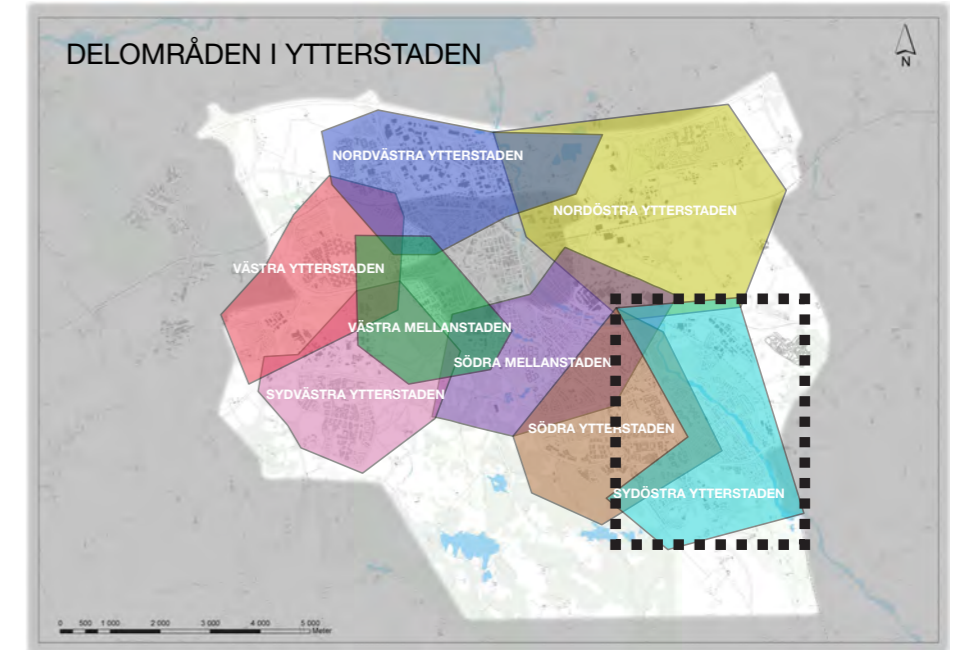 DELOMRÅDEN I YTTERSTADEN
N
NORDVÄSTRA YTTERSTADEN
NORDÖSTRA YTTERSTADEN
VÄSTRA YTTERSTADEN
VÄSTRA MELLANSTADEN
SÖDRA MELLANSTADEN
SYDVÄSTRA YTTERSTADEN
SÖDRA YTTERSTADEN
SYDÖSTRA YTTERSTADEN
0 500 1 000 2 000 3 000 4 000 5 000
Meter